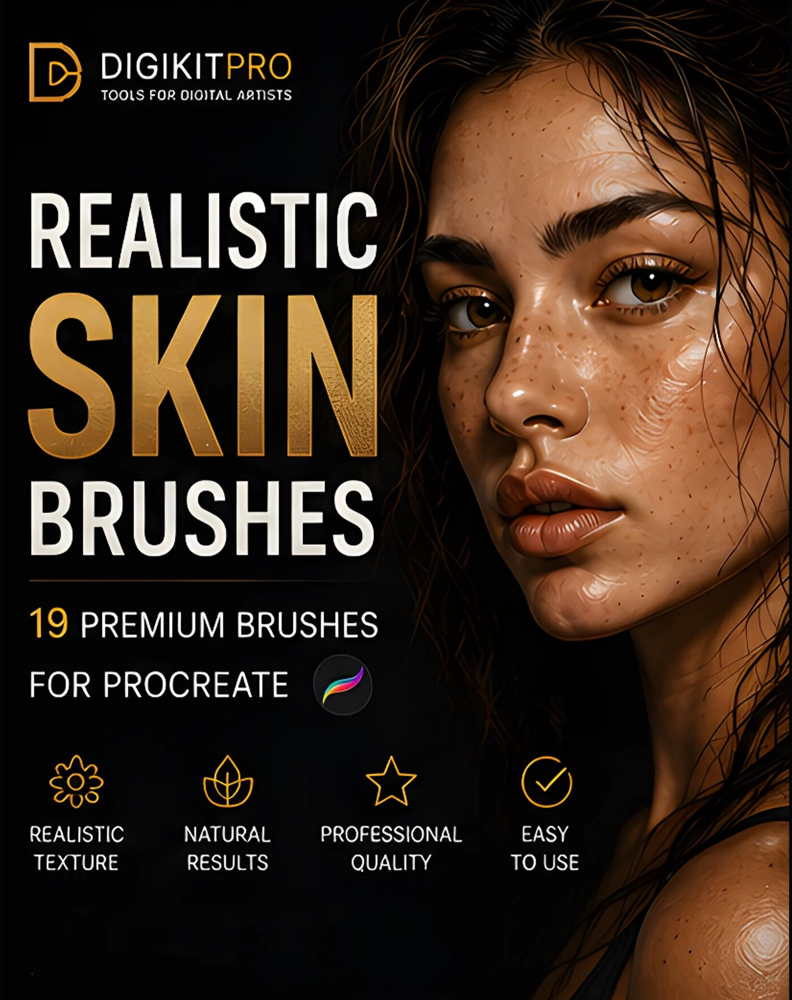 DIGIKITPRO
TOOLS FOR DIGITAL ARTISTS
REALISTIC
SKIN
BRUSHES
19 PREMIUM BRUSHES
FOR PROCREATE
REALISTIC
TEXTURE
NATURAL
RESULTS
PROFESSIONAL
QUALITY
EASY
TO USE